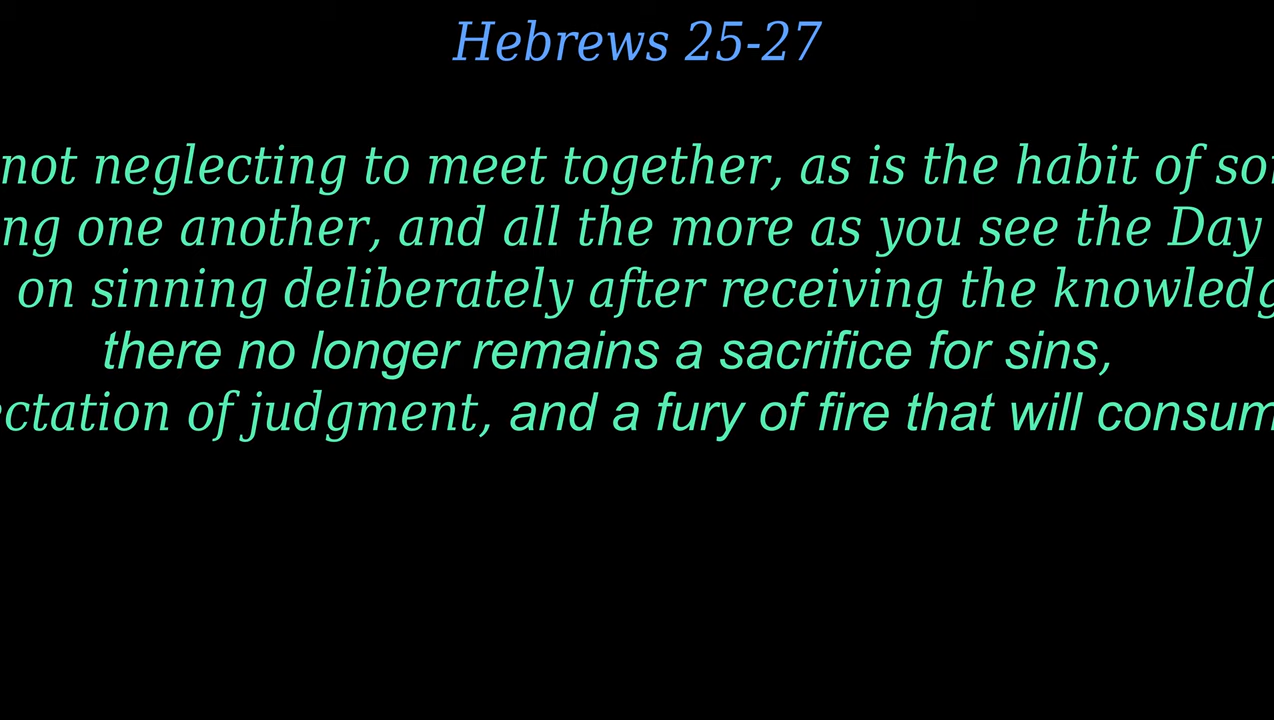 Hebrews 25-27
not neglecting to meet together, as is the habit of so
ng one another, and all the more as you see the Day
on sinning deliberately after receiving the knowledg
there no longer remains a sacrifice for sins,
ectation of judgment, and a fury of fire that will consum